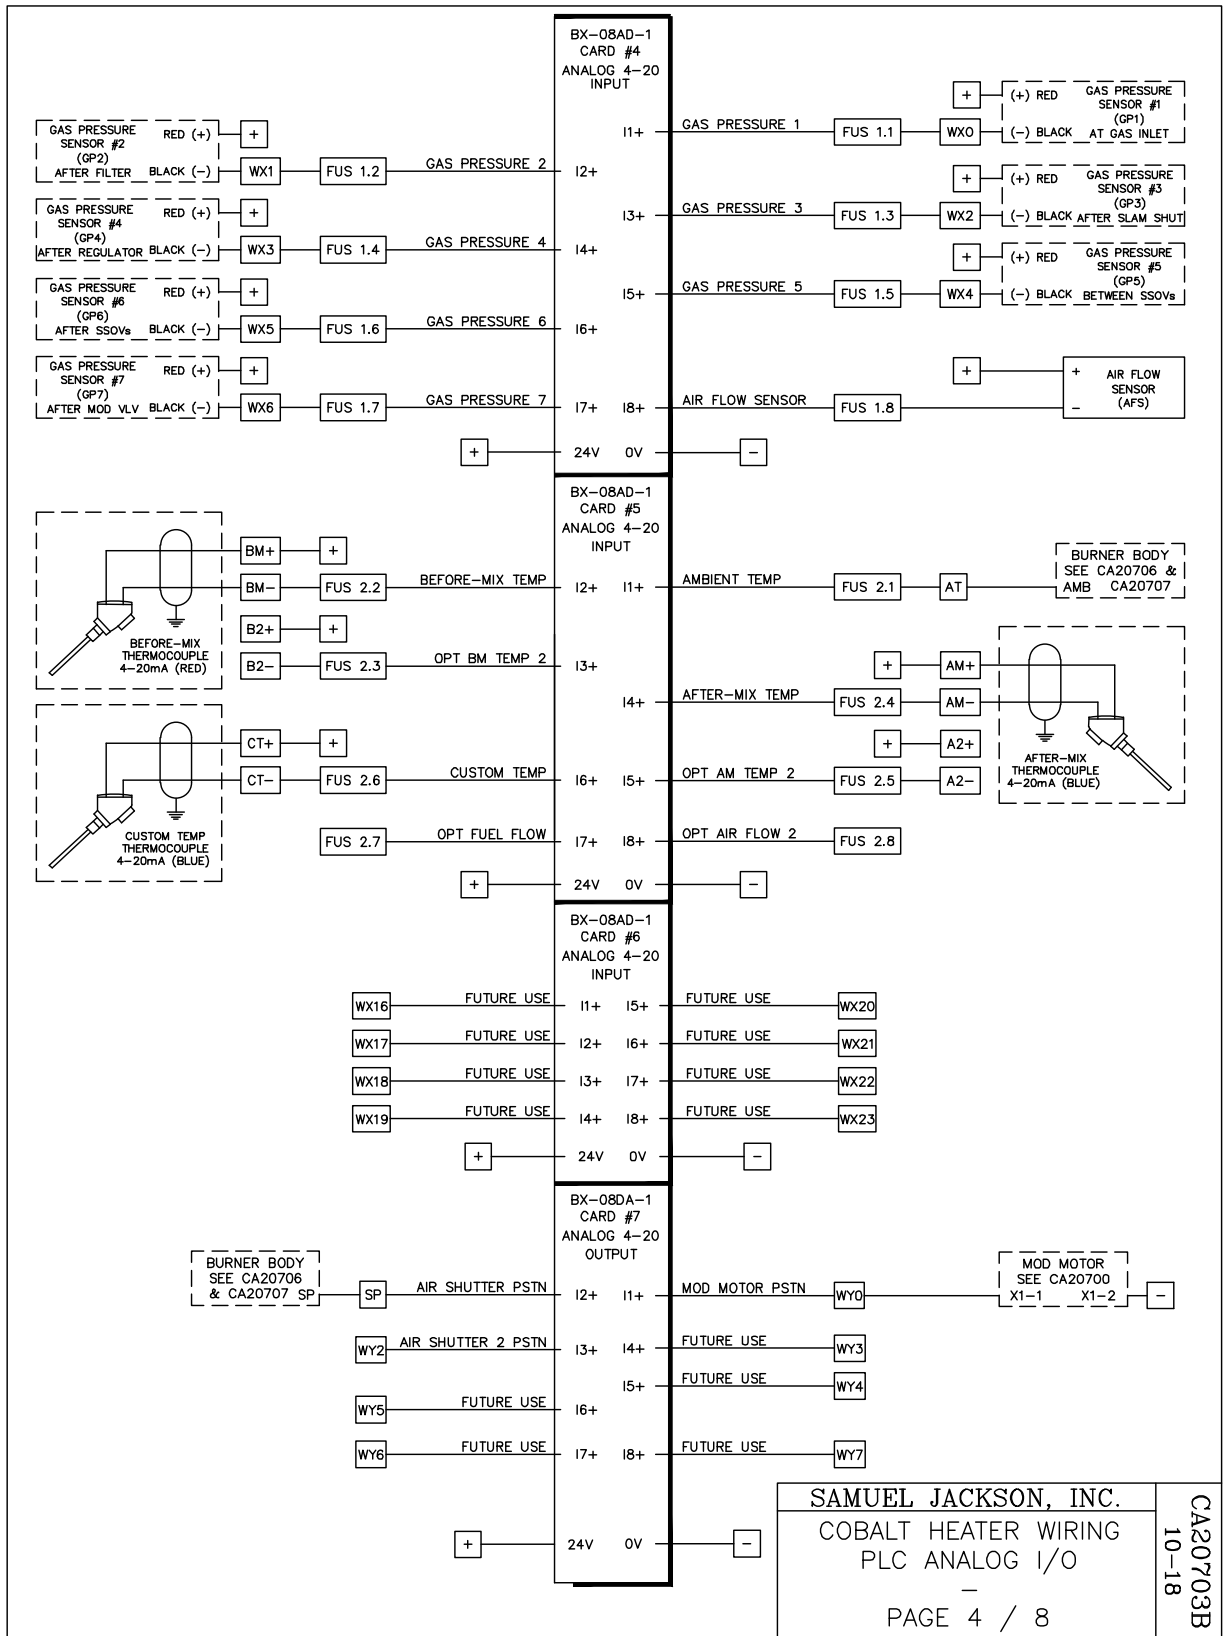 BX-08AD-1
CARD #4
ANALOG 4-20
INPUT
GAS PRESSURE
SENSOR #2
(GP2)
AFTER FILTER
RED (+)
+
BLACK (-)
WX1
FUS 1.2
GAS PRESSURE 2
I2+
GAS PRESSURE
SENSOR #4
(GP4)
AFTER REGULATOR
RED (+)
+
BLACK (-)
WX3
FUS 1.4
GAS PRESSURE 4
I4+
GAS PRESSURE
SENSOR #6
(GP6)
AFTER SSOVs
RED (+)
+
BLACK (-)
WX5
FUS 1.6
GAS PRESSURE 6
I6+
GAS PRESSURE
SENSOR #7
(GP7)
AFTER MOD VLV
RED (+)
+
BLACK (-)
WX6
FUS 1.7
GAS PRESSURE 7
I7+
I1+
GAS PRESSURE 1
FUS 1.1
WX0
+
(+) RED
(-) BLACK
GAS PRESSURE
SENSOR #1
(GP1)
AT GAS INLET
I3+
GAS PRESSURE 3
FUS 1.3
WX2
+
(+) RED
(-) BLACK
GAS PRESSURE
SENSOR #3
(GP3)
AFTER SLAM SHUT
I5+
GAS PRESSURE 5
FUS 1.5
WX4
+
(+) RED
(-) BLACK
GAS PRESSURE
SENSOR #5
(GP5)
BETWEEN SSOVs
I8+
AIR FLOW SENSOR
FUS 1.8
+
+
-
AIR FLOW
SENSOR
(AFS)
+
24V
0V
-
BX-08AD-1
CARD #5
ANALOG 4-20
INPUT
BM+
+
BM-
FUS 2.2
BEFORE-MIX TEMP
I2+
B2+
+
B2-
FUS 2.3
OPT BM TEMP 2
I3+
BEFORE-MIX
THERMOCOUPLE
4-20mA (RED)
CT+
+
CT-
FUS 2.6
CUSTOM TEMP
I6+
CUSTOM TEMP
THERMOCOUPLE
4-20mA (BLUE)
FUS 2.7
OPT FUEL FLOW
I7+
I1+
AMBIENT TEMP
FUS 2.1
AT
BURNER BODY
SEE CA20706 &
AMB CA20707
+
AM+
I4+
AFTER-MIX TEMP
FUS 2.4
AM-
+
A2+
I5+
OPT AM TEMP 2
FUS 2.5
A2-
AFTER-MIX
THERMOCOUPLE
4-20mA (BLUE)
I8+
OPT AIR FLOW 2
FUS 2.8
+
24V
0V
-
BX-08AD-1
CARD #6
ANALOG 4-20
INPUT
WX16 FUTURE USE I1+ I5+ FUTURE USE WX20
WX17 FUTURE USE I2+ I6+ FUTURE USE WX21
WX18 FUTURE USE I3+ I7+ FUTURE USE WX22
WX19 FUTURE USE I4+ I8+ FUTURE USE WX23
+ 24V 0V -
BX-08DA-1
CARD #7
ANALOG 4-20
OUTPUT
BURNER BODY
SEE CA20706
& CA20707 SP
SP
AIR SHUTTER PSTN
I2+
I1+
MOD MOTOR PSTN
WY0
MOD MOTOR
SEE CA20700
X1-1 X1-2
-
WY2 AIR SHUTTER 2 PSTN I3+
I4+ FUTURE USE WY3
I5+ FUTURE USE WY4
WY5 FUTURE USE I6+
WY6 FUTURE USE I7+
I8+ FUTURE USE WY7
+ 24V 0V -
SAMUEL JACKSON, INC.
COBALT HEATER WIRING
PLC ANALOG I/O
-
PAGE 4 / 8
CA20703B
10-18